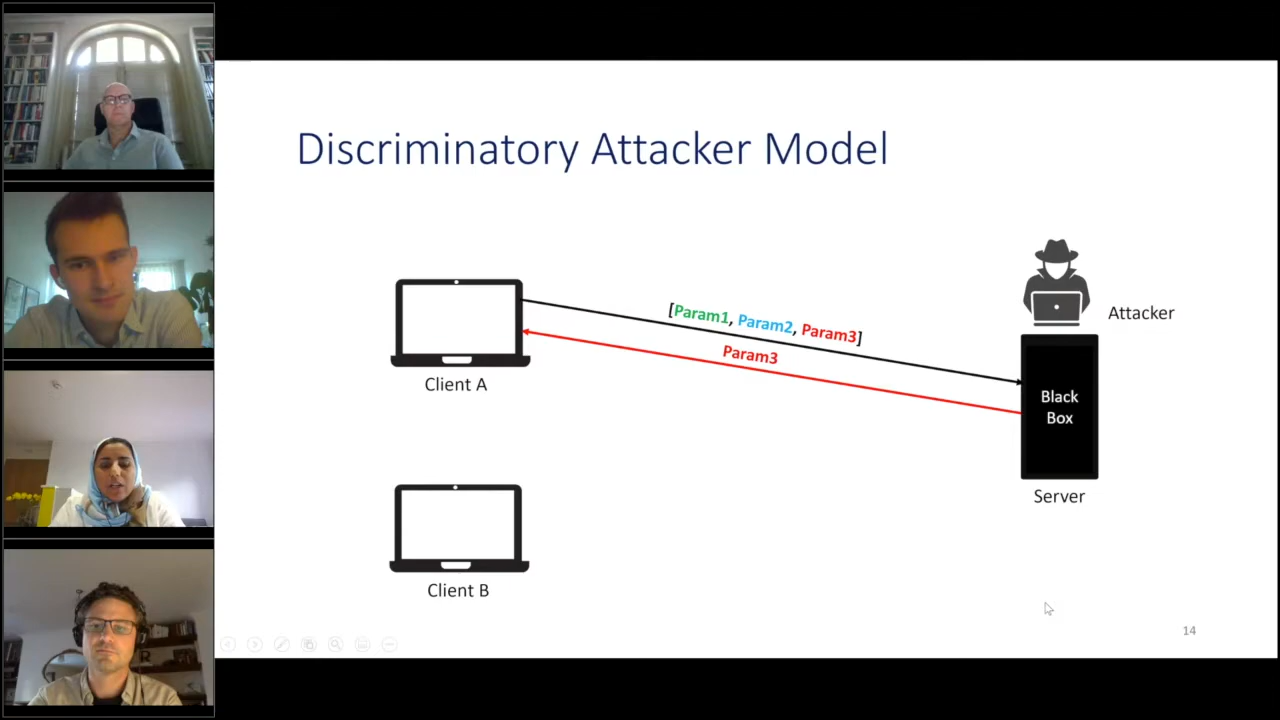 Discriminatory Attacker Model
[Param1, Param2, Param3]
Param3
Attacker
Client A
Black
Box
Server
Client B
14